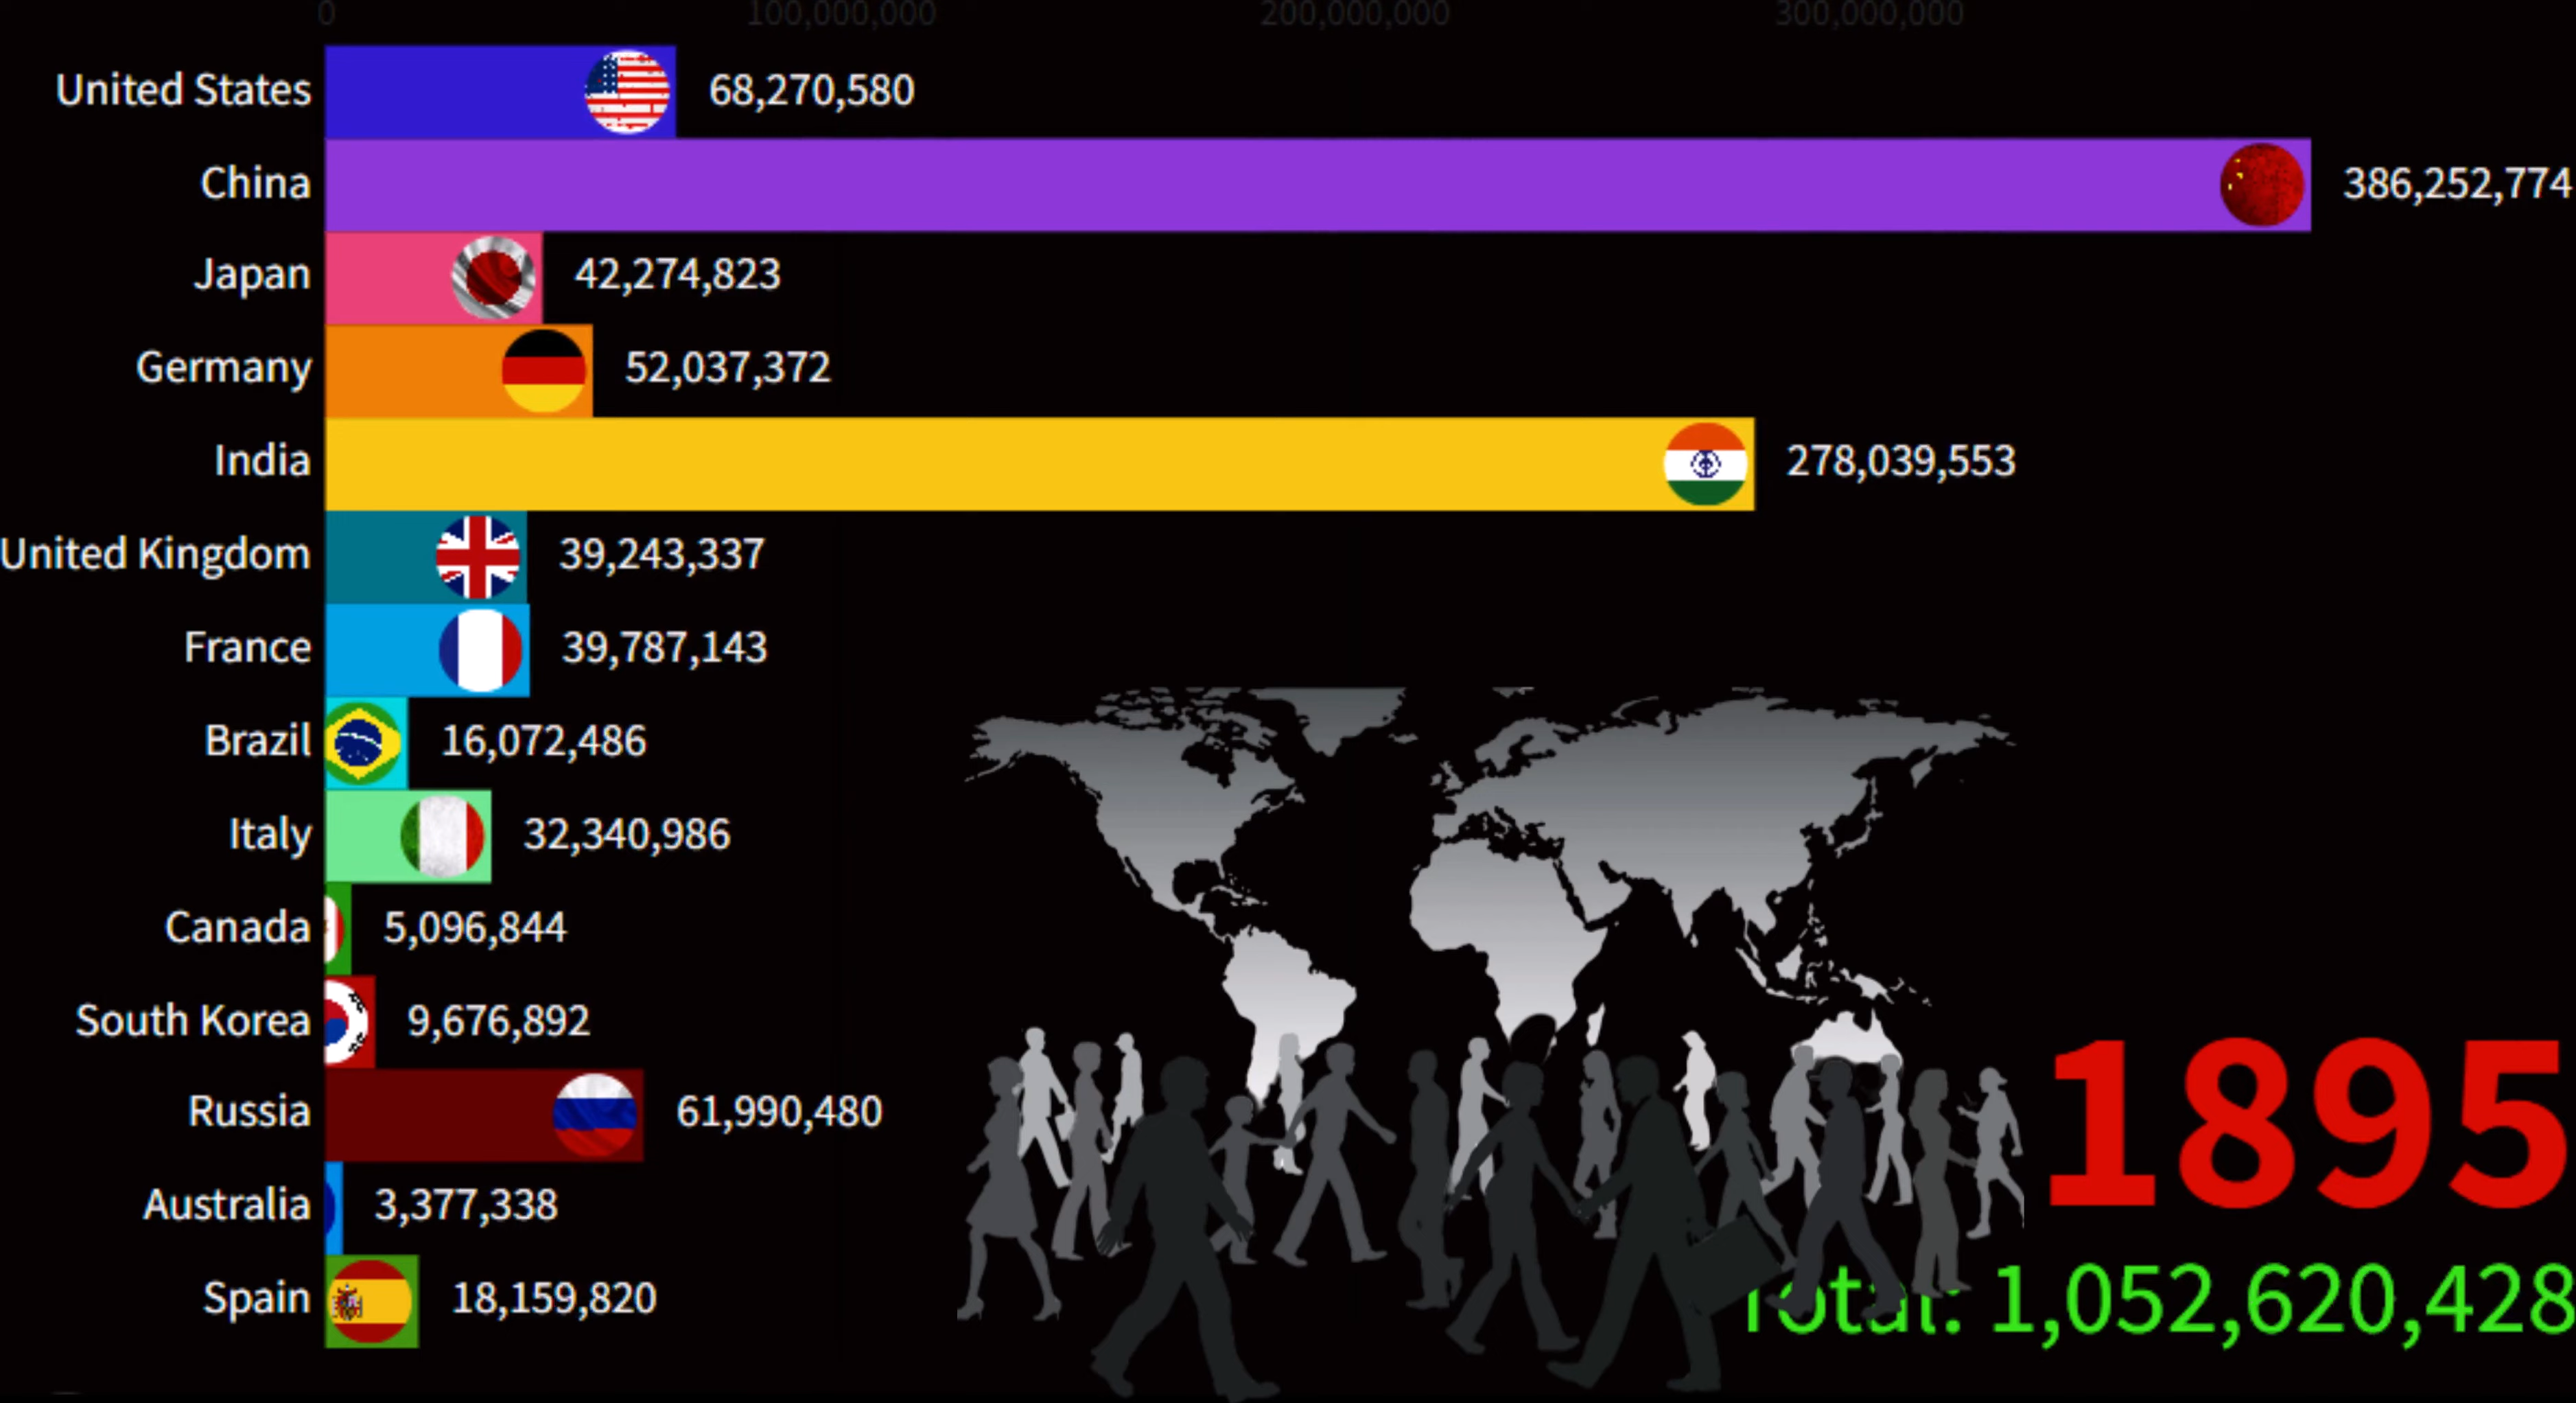 0 100,000,000 200,000,000 300,000,000
United States 68,270,580
China 386,252,774
Japan 42,274,823
Germany 52,037,372
India 278,039,553
United Kingdom 39,243,337
France 39,787,143
Brazil 16,072,486
Italy 32,340,986
Canada 5,096,844
South Korea 9,676,892
Russia 61,990,480
Australia 3,377,338
Spain 18,159,820
1895
Total: 1,052,620,428